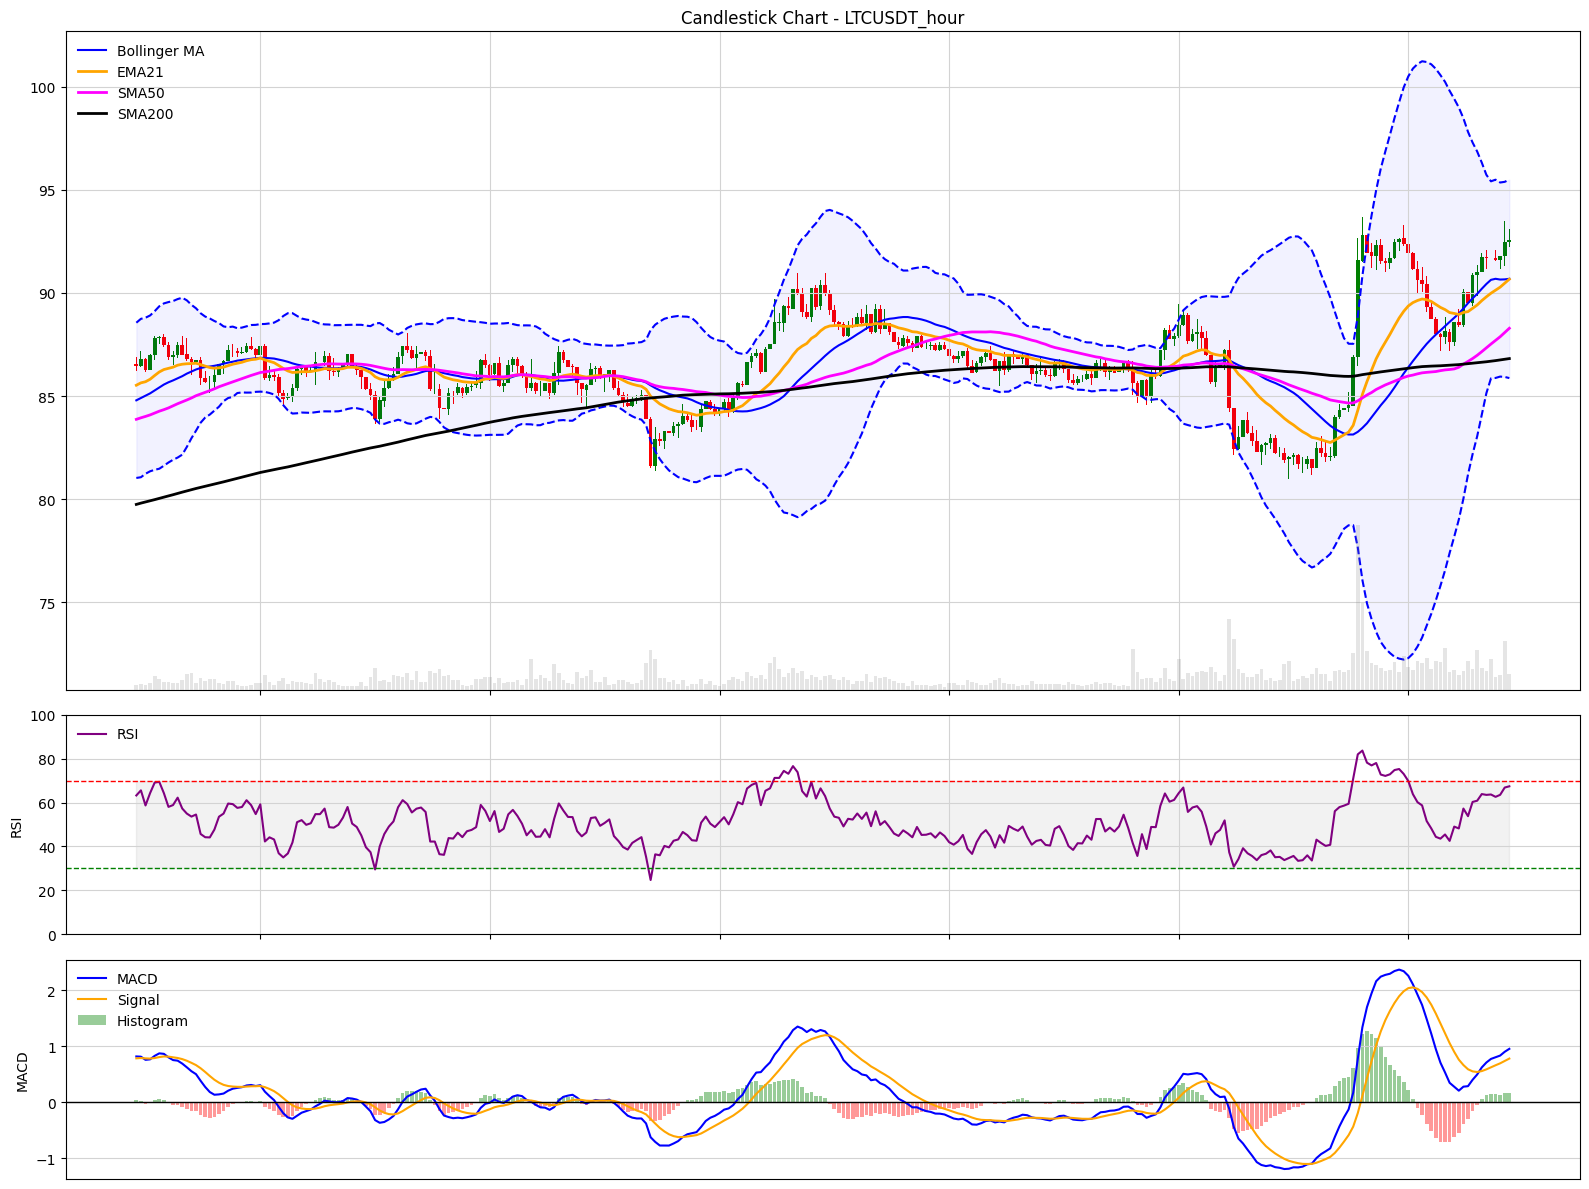 Candlestick Chart - LTCUSDT_hour
Bollinger MA
EMA21
SMA50
SMA200
100
95
90
85
80
75
RSI
100
80
60
40
20
0
RSI
MACD
Signal
Histogram
2
1
0
−1
MACD